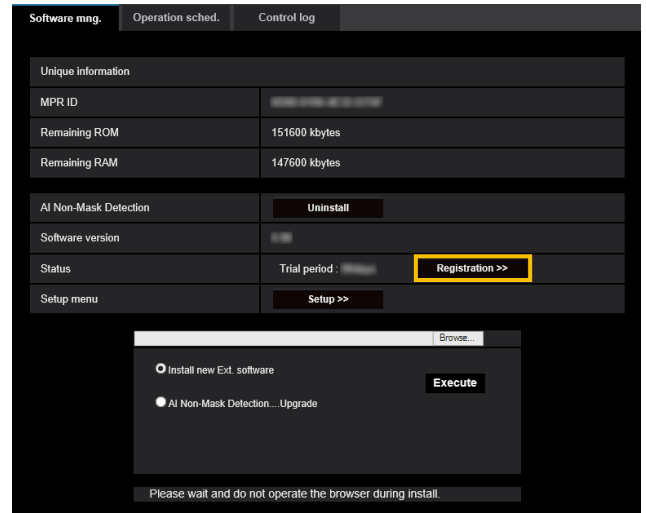 Software mng. Operation sched. Control log
Unique information
MPR ID
Remaining ROM 151600 kbytes
Remaining RAM 147600 kbytes
AI Non-Mask Detection Uninstall
Software version
Status Trial period : Registration >>
Setup menu Setup >>
Browse...
Install new Ext. software
Execute
AI Non-Mask Detection....Upgrade
Please wait and do not operate the browser during install.